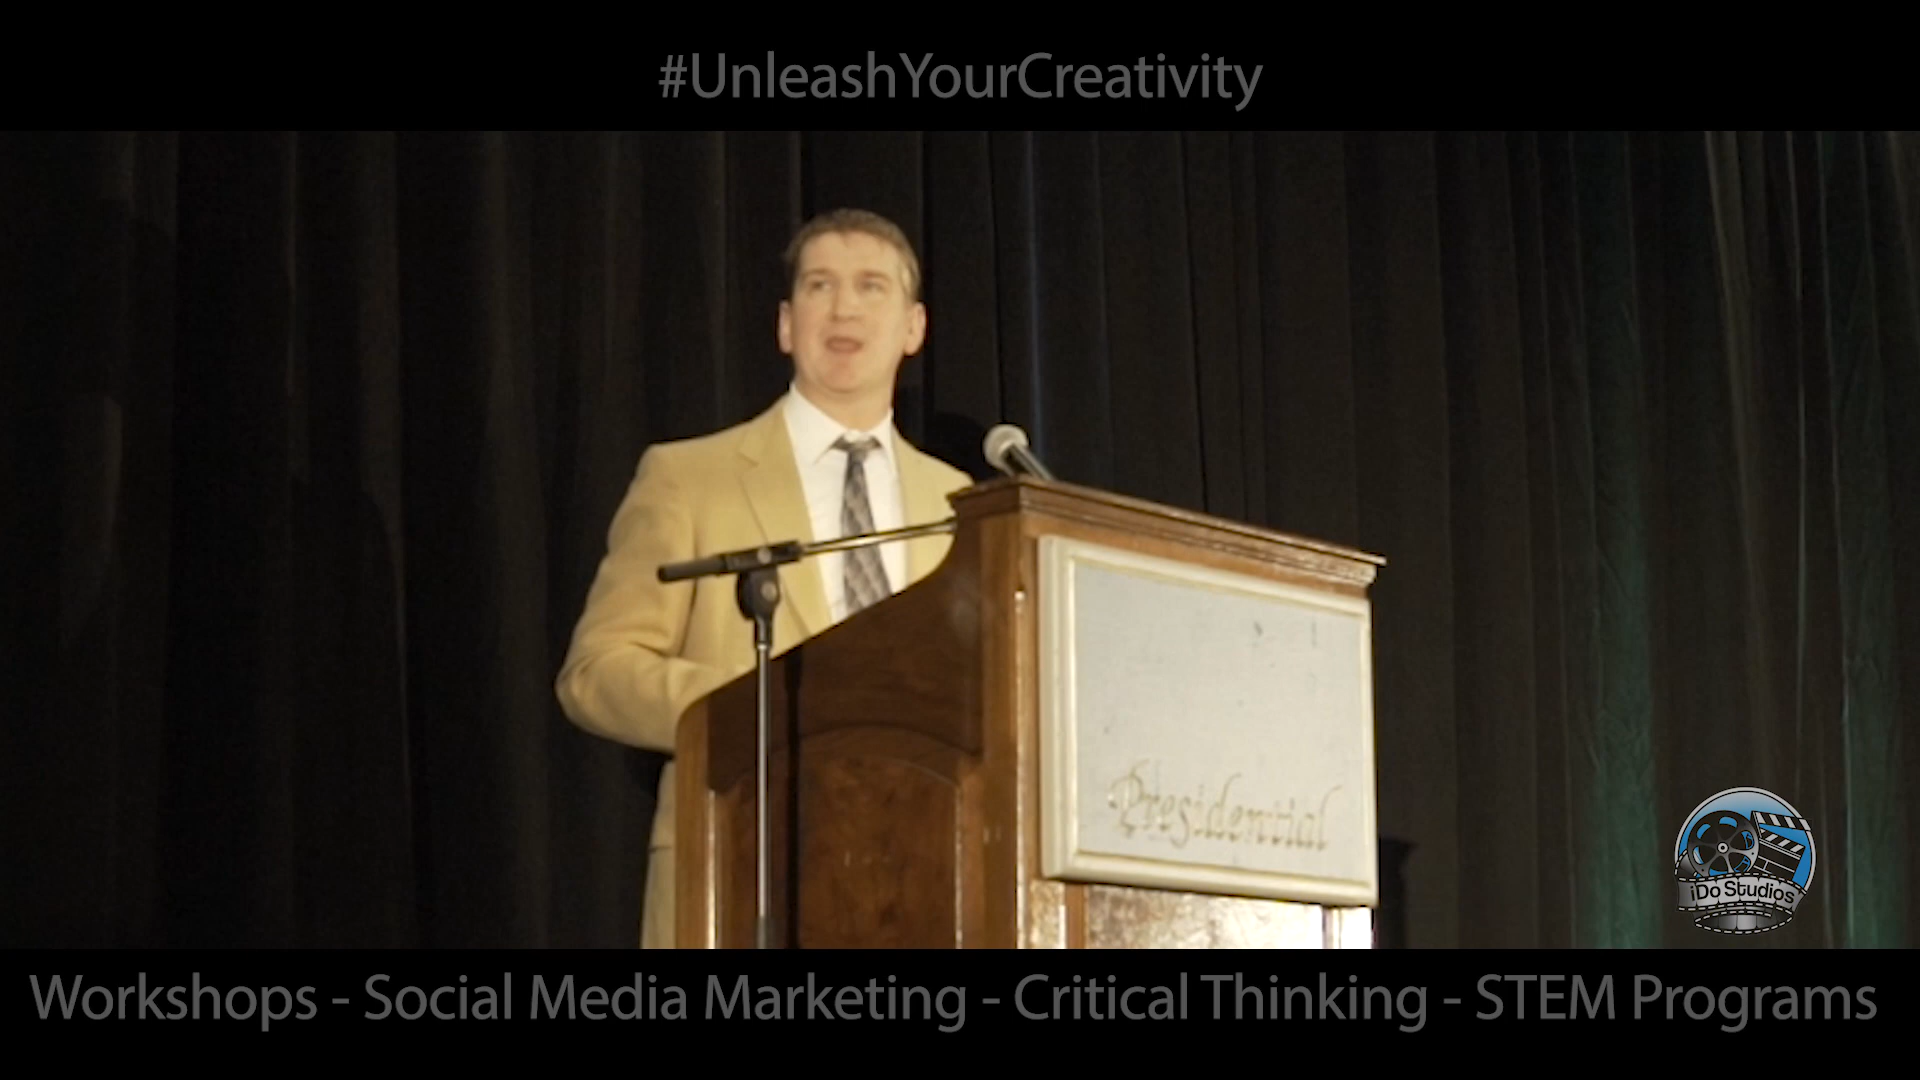 #UnleashYourCreativity
Presidential
iDo Studios
Workshops - Social Media Marketing - Critical Thinking - STEM Programs